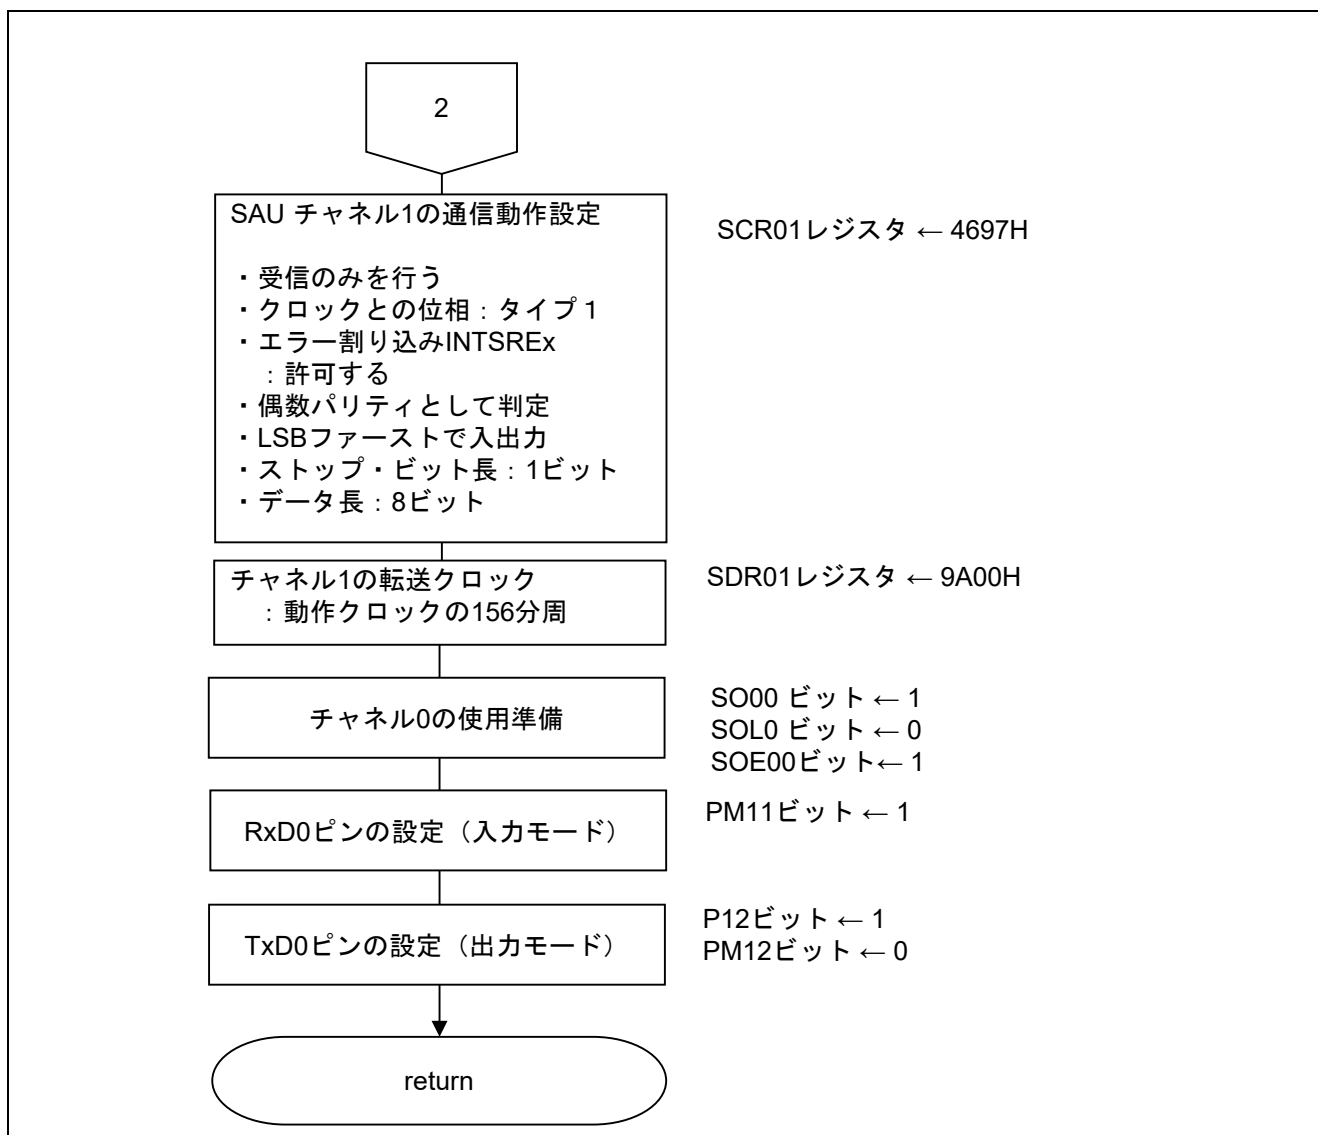 2
SAU チャネル1の通信動作設定
SCR01レジスタ ← 4697H
・受信のみを行う
・クロックとの位相：タイプ１
・エラー割り込みINTSREx
：許可する
・偶数パリティとして判定
・LSBファーストで入出力
・ストップ・ビット長：1ビット
・データ長：8ビット
チャネル1の転送クロック
：動作クロックの156分周
SDR01レジスタ ← 9A00H
チャネル0の使用準備
SO00 ビット ← 1
SOL0 ビット ← 0
SOE00ビット← 1
RxD0ピンの設定（入力モード）
PM11ビット ← 1
TxD0ピンの設定（出力モード）
P12ビット ← 1
PM12ビット ← 0
return